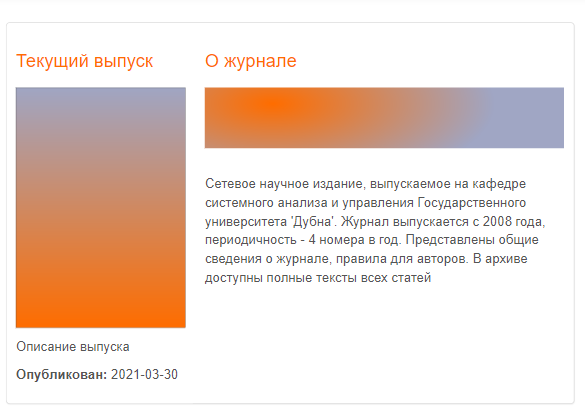 Текущий выпуск
Описание выпуска
Опубликован: 2021-03-30
О журнале
Сетевое научное издание, выпускаемое на кафедре
системного анализа и управления Государственного
университета 'Дубна'. Журнал выпускается с 2008 года,
периодичность - 4 номера в год. Представлены общие
сведения о журнале, правила для авторов. В архиве
доступны полные тексты всех статей